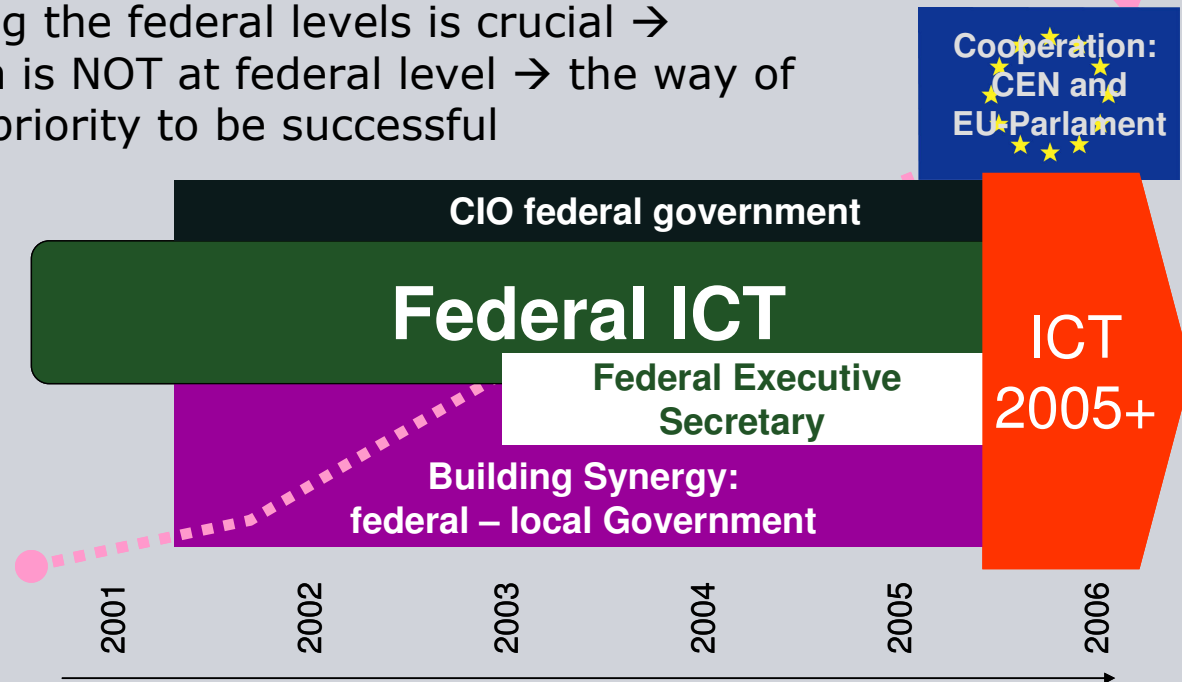 g the federal levels is crucial →
is NOT at federal level → the way of
priority to be successful
Cooperation:
CEN and
EU-Parlament
CIO federal government
Federal ICT
Federal Executive
Secretary
Building Synergy:
federal – local Government
ICT
2005+
2001
2002
2003
2004
2005
2006